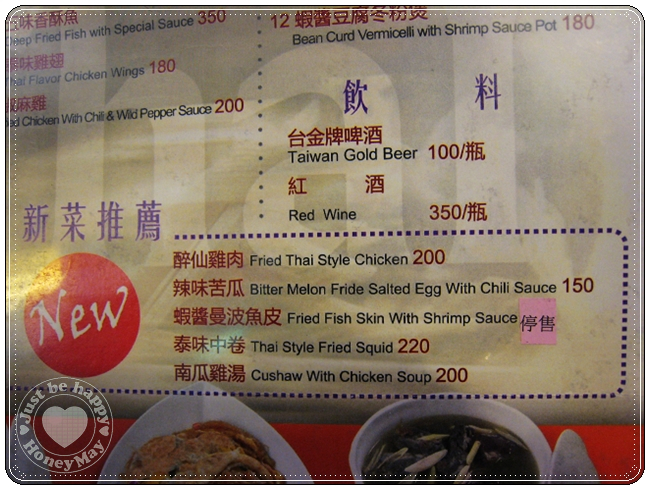 香酥魚 350
Deep Fried Fish with Special Sauce
味雞翅
Flavor Chicken Wings 180
麻雞
Chicken With Chili & Wild Pepper Sauce 200
12 蝦醬豆腐冬粉煲
Bean Curd Vermicelli with Shrimp Sauce Pot 180
飲 料
台金牌啤酒
Taiwan Gold Beer 100/瓶
紅 酒
Red Wine 350/瓶
新菜推薦
New
醉仙雞肉 Fried Thai Style Chicken 200
辣味苦瓜 Bitter Melon Fride Salted Egg With Chili Sauce 150
蝦醬曼波魚皮 Fried Fish Skin With Shrimp Sauce 停售
泰味中卷 Thai Style Fried Squid 220
南瓜雞湯 Cushaw With Chicken Soup 200
Just be happy
HoneyMay